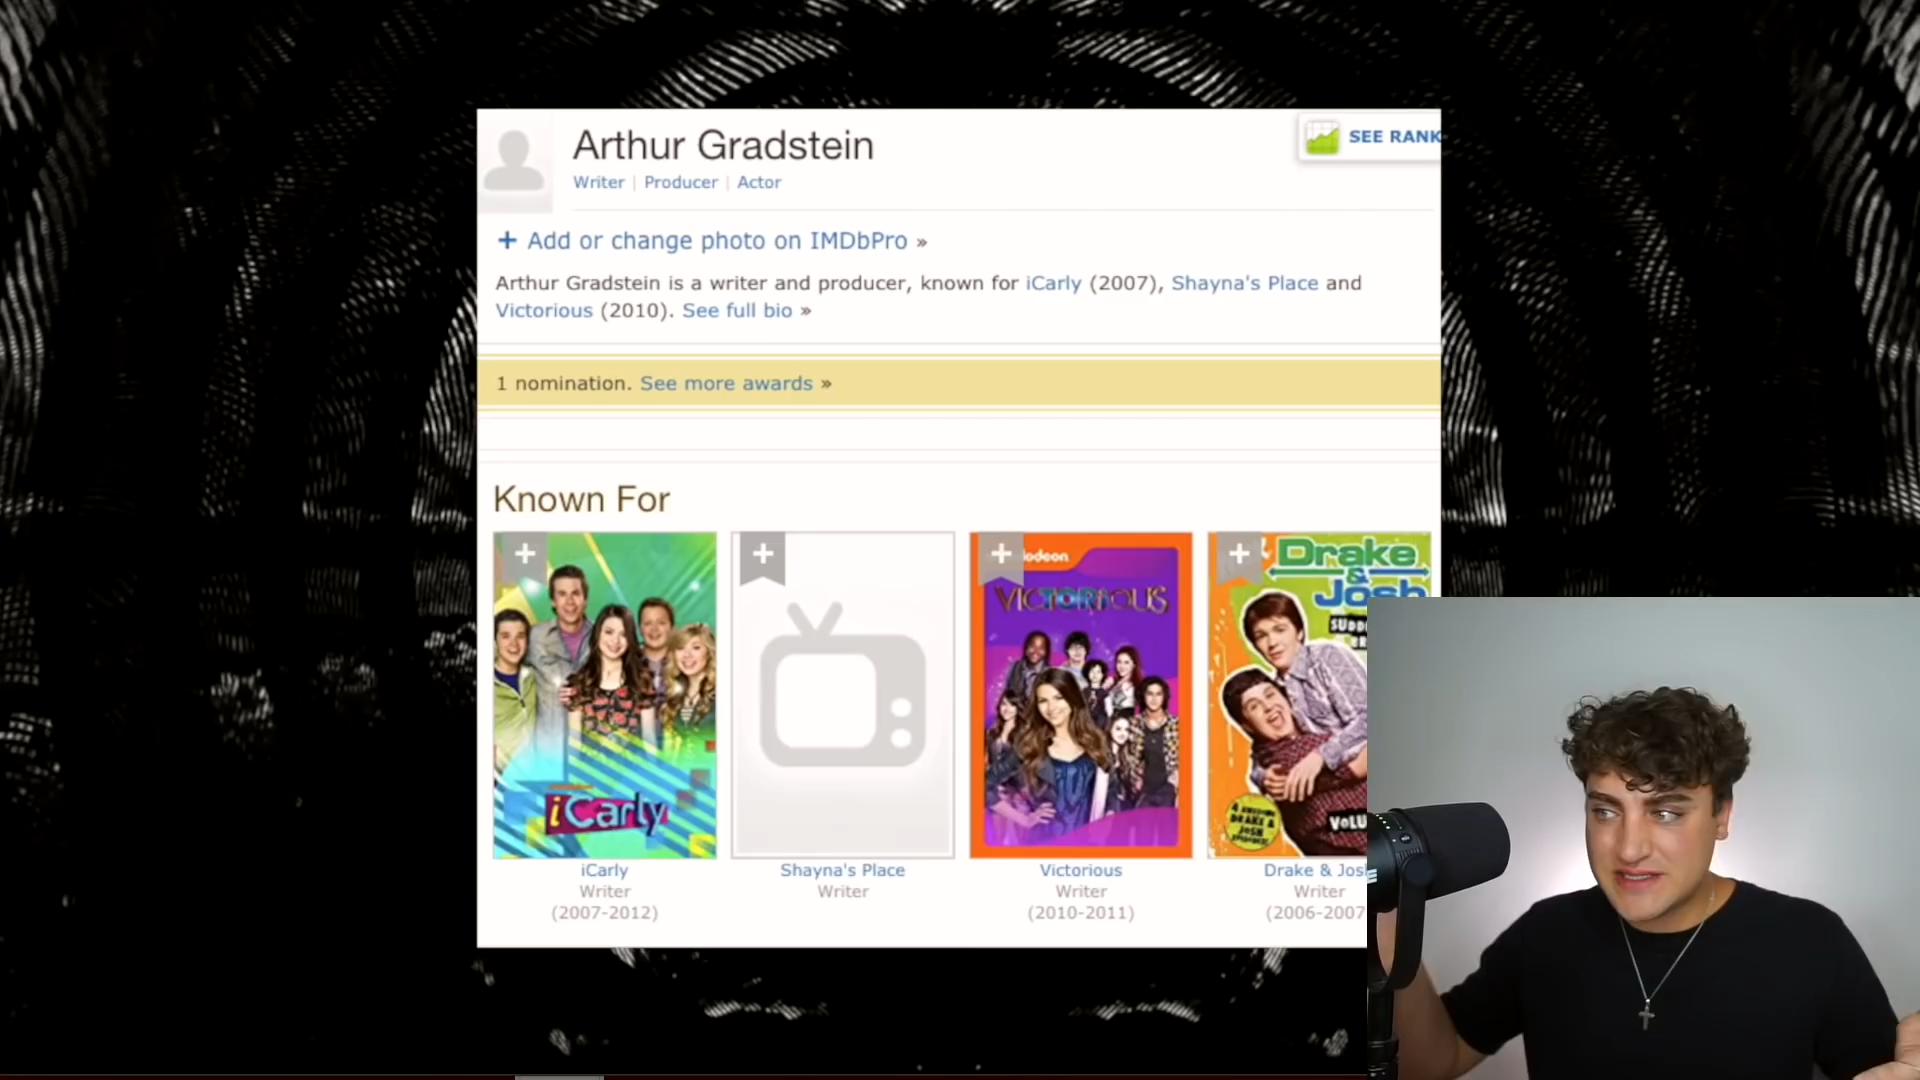 Arthur Gradstein
SEE RANK
Writer | Producer | Actor
+ Add or change photo on IMDbPro »
Arthur Gradstein is a writer and producer, known for iCarly (2007), Shayna's Place and
Victorious (2010). See full bio »
1 nomination. See more awards »
Known For
iCarly
odeon
VICTORIOUS
Drake
&
Josh
VOLU
iCarly
Writer
(2007-2012)
Shayna's Place
Writer
Victorious
Writer
(2010-2011)
Drake & Jos
Writer
(2006-2007